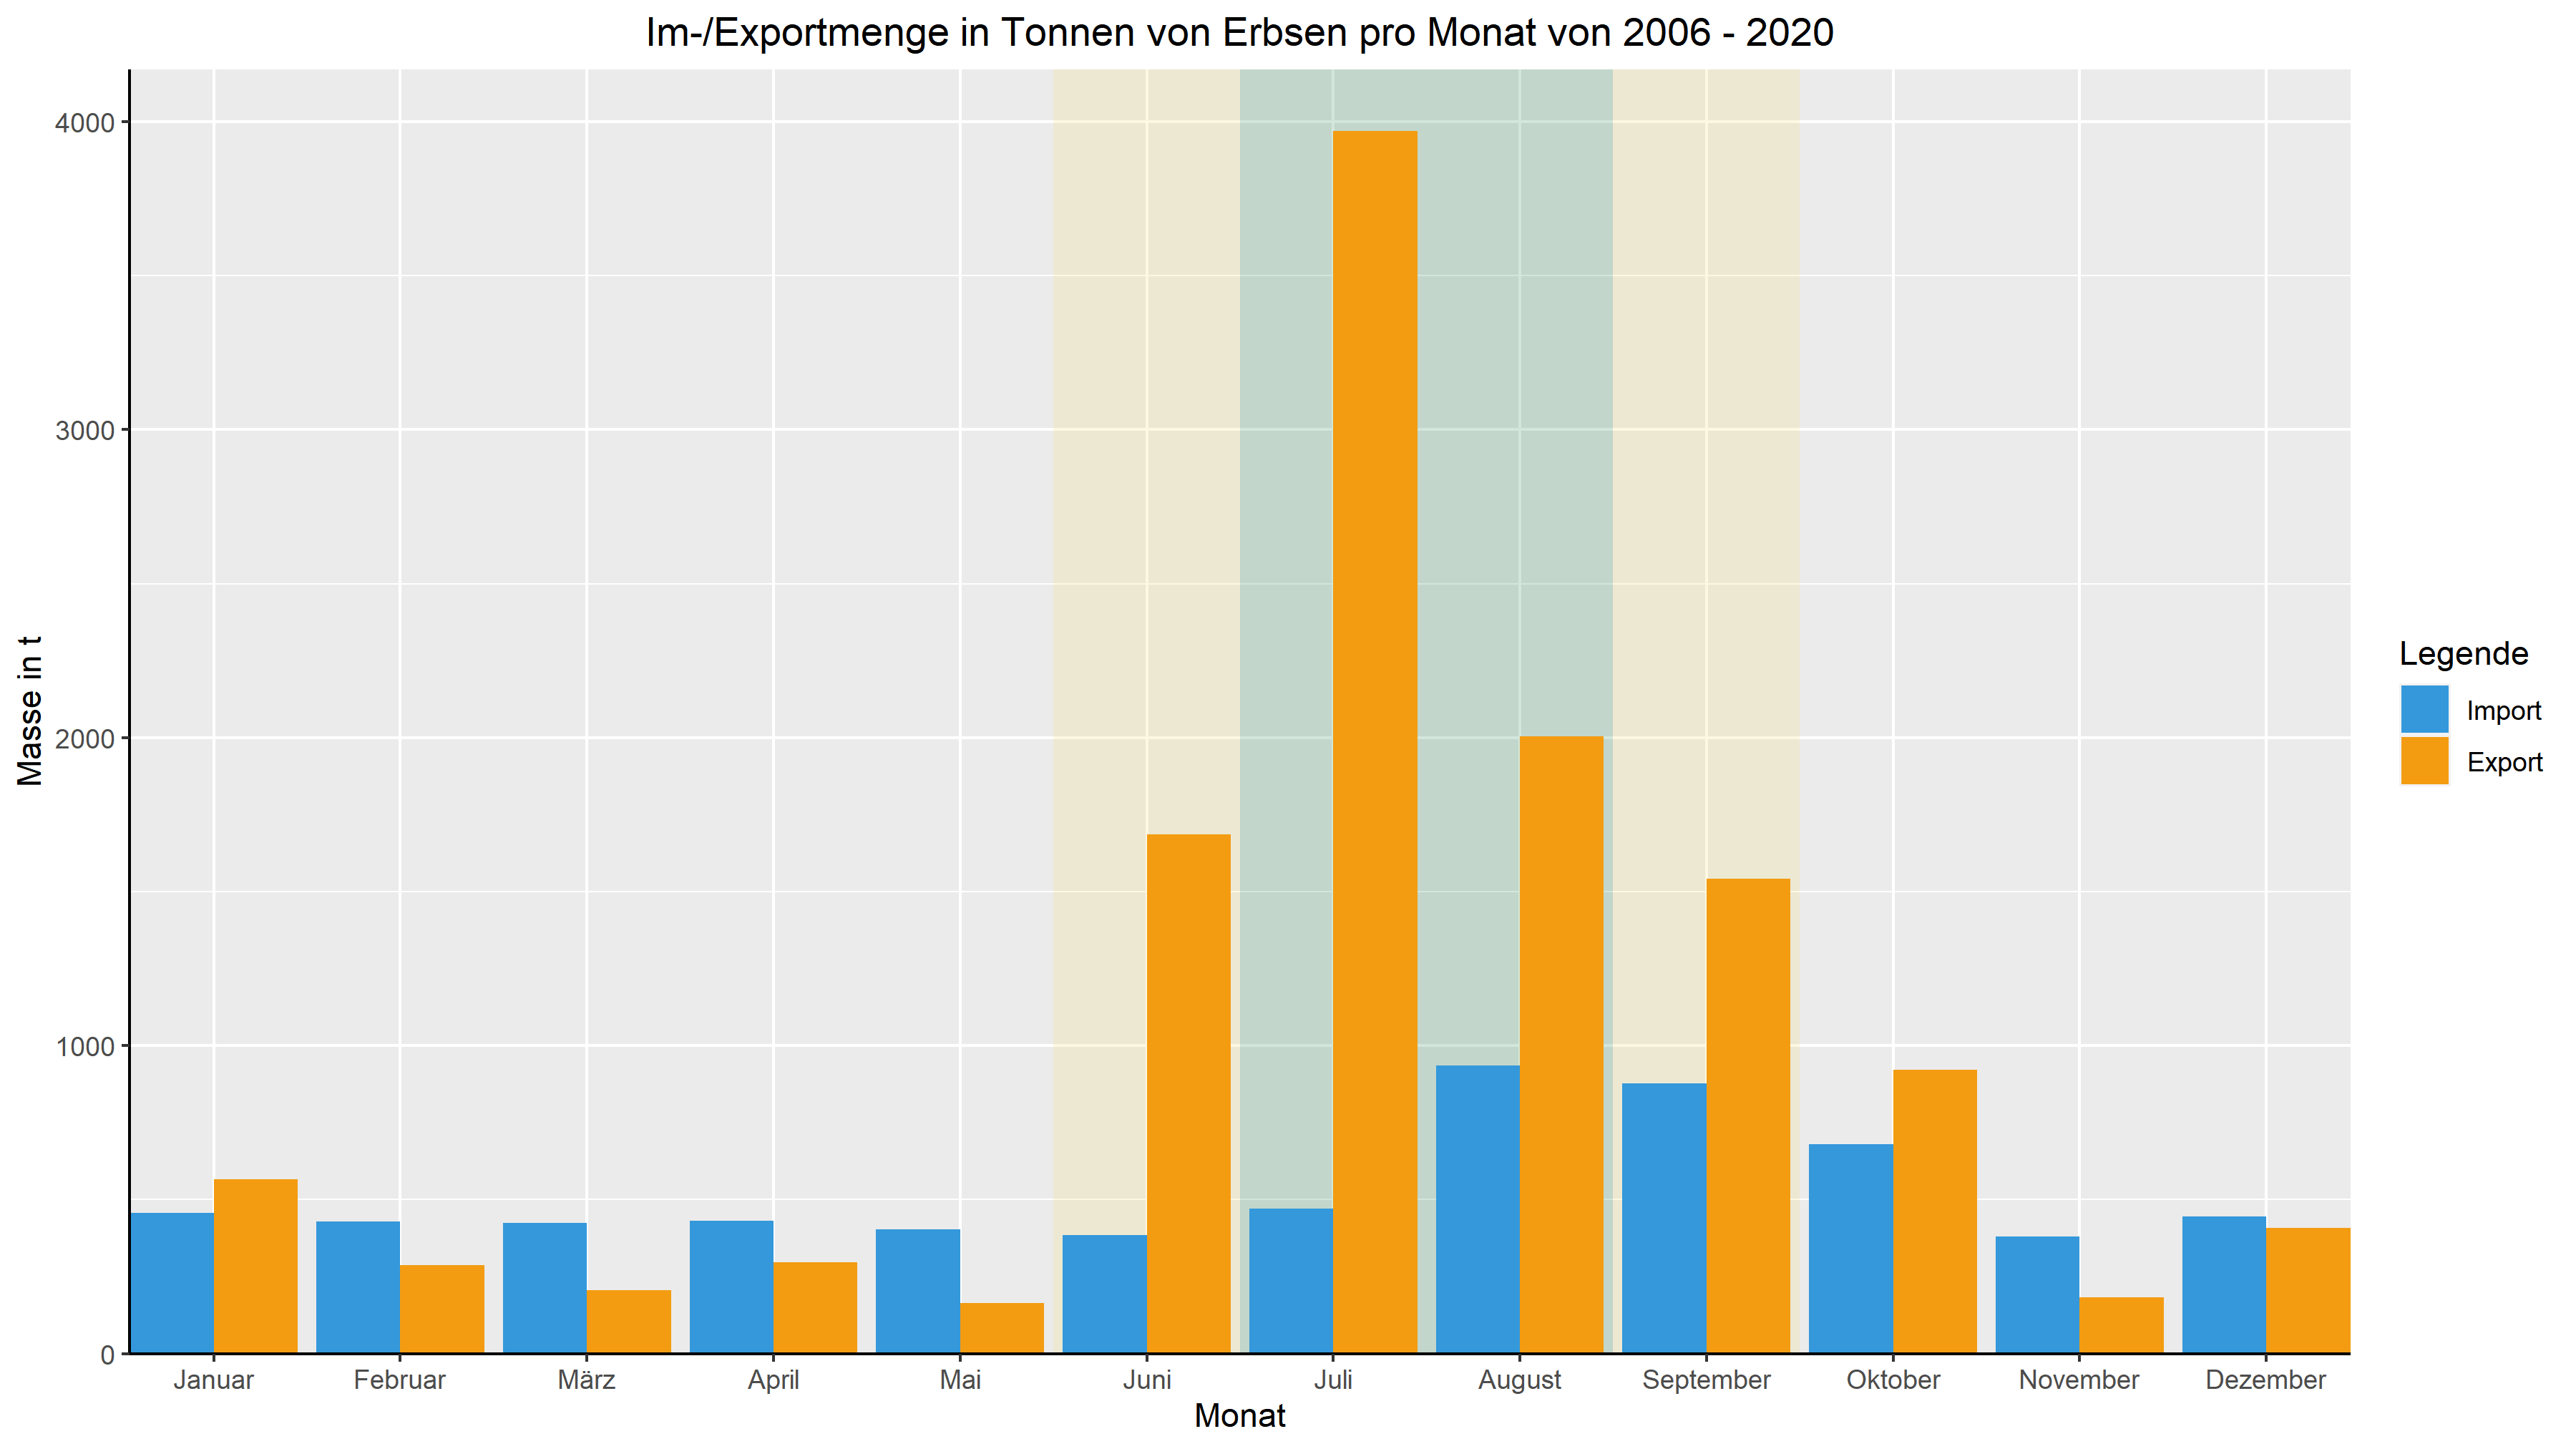 Im-/Exportmenge in Tonnen von Erbsen pro Monat von 2006 - 2020
Masse in t
4000
3000
2000
1000
0
Januar Februar März April Mai Juni Juli August September Oktober November Dezember
Monat
Legende
Import
Export